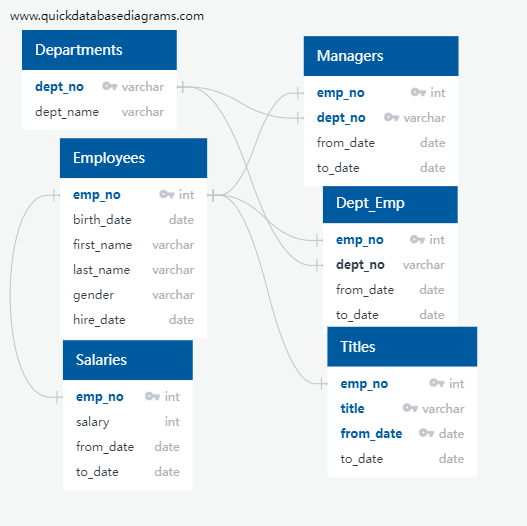 www.quickdatabasediagrams.com
Departments
dept_no varchar
dept_name varchar
Managers
emp_no int
dept_no varchar
from_date date
to_date date
Employees
emp_no int
birth_date date
first_name varchar
last_name varchar
gender varchar
hire_date date
Dept_Emp
emp_no int
dept_no varchar
from_date date
to_date date
Salaries
emp_no int
salary int
from_date date
to_date date
Titles
emp_no int
title varchar
from_date date
to_date date